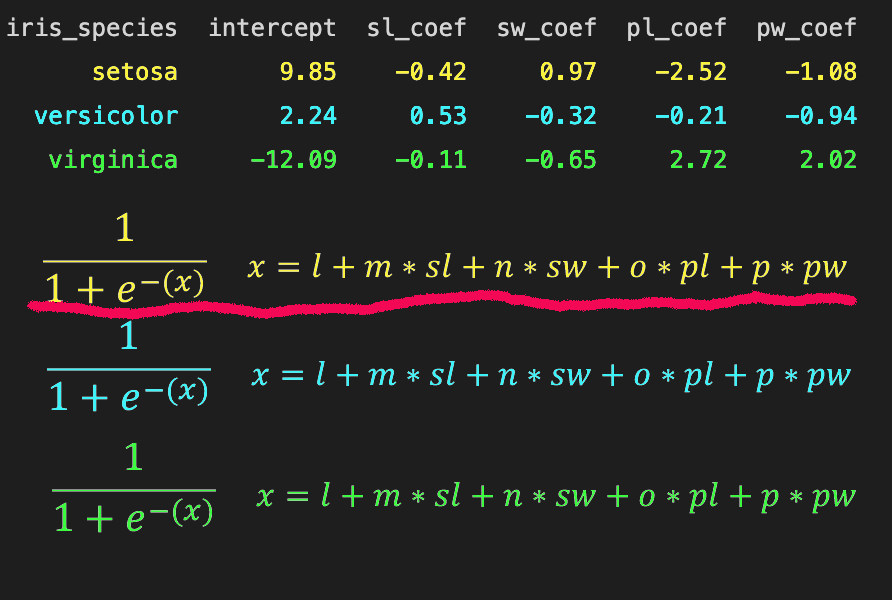 iris_species intercept sl_coef sw_coef pl_coef pw_coef
setosa 9.85 -0.42 0.97 -2.52 -1.08
versicolor 2.24 0.53 -0.32 -0.21 -0.94
virginica -12.09 -0.11 -0.65 2.72 2.02
1
1 + e−(x) x = l + m ∗ sl + n ∗ sw + o ∗ pl + p ∗ pw
1
1 + e−(x) x = l + m ∗ sl + n ∗ sw + o ∗ pl + p ∗ pw
1
1 + e−(x) x = l + m ∗ sl + n ∗ sw + o ∗ pl + p ∗ pw